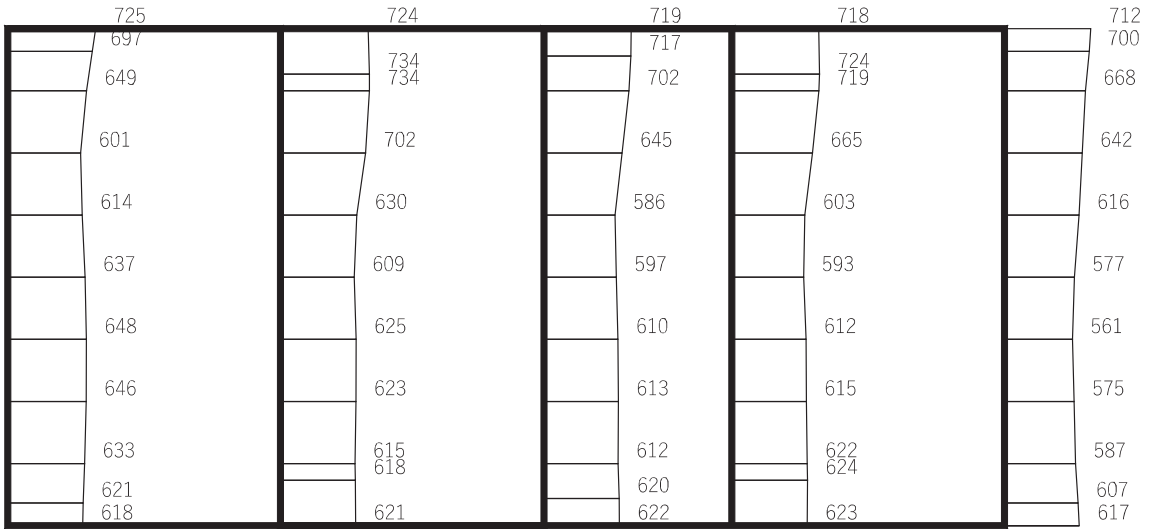 725 724 719 718 712
697 717 700
734 724
649 734 702 719 668
601 702 645 665 642
614 630 586 603 616
637 609 597 593 577
648 625 610 612 561
646 623 613 615 575
633 615 612 622 587
618 624
621 620 607
618 621 622 623 617